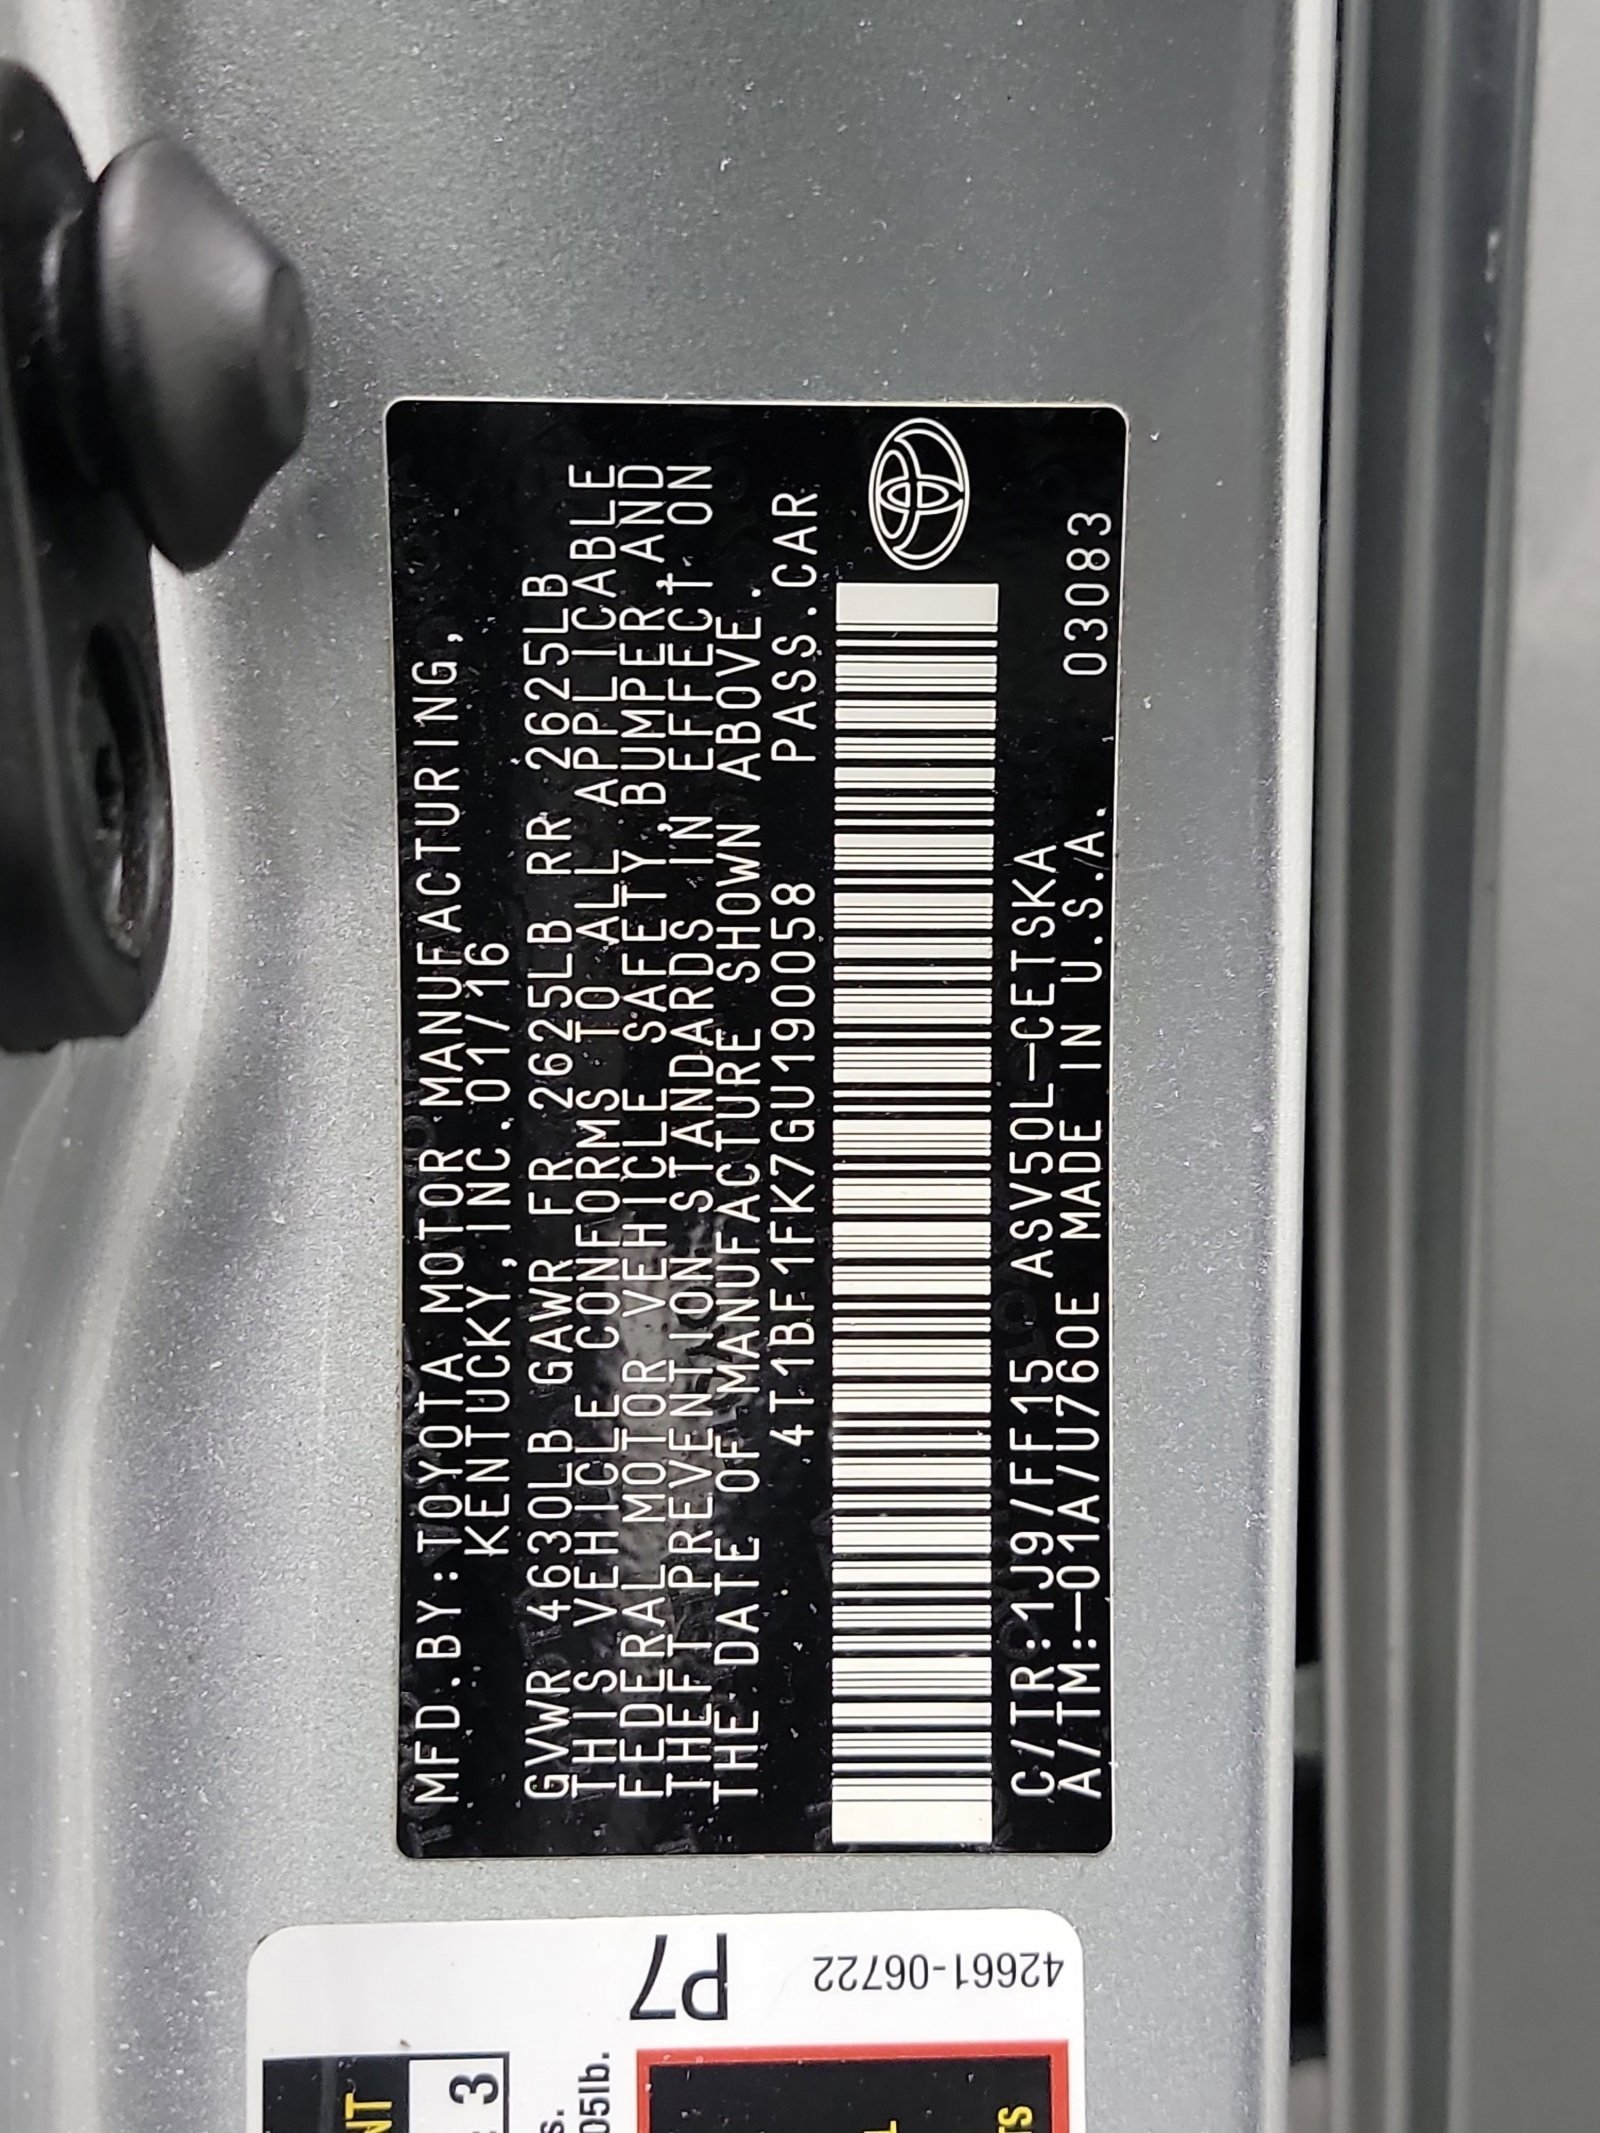 MFD.BY:TOYOTA MOTOR MANUFACTURING,
KENTUCKY,INC.01/16
GVWR 4630LB GAWR FR 2625LB RR 2625LB
THIS VEHICLE CONFORMS TO ALL APPLICABLE
FEDERAL MOTOR VEHICLE SAFETY,BUMPER,AND
THEFT PREVENTION STANDARDS IN EFFECT ON
THE DATE OF MANUFACTURE SHOWN ABOVE.
4T1BF1FK7GU190058 PASS.CAR
C/TR:1J9/FF15 ASV50L-CETSKA
A/TM:-01A/U760E MADE IN U.S.A. 03083
42661-06722
P7
3
05lb.